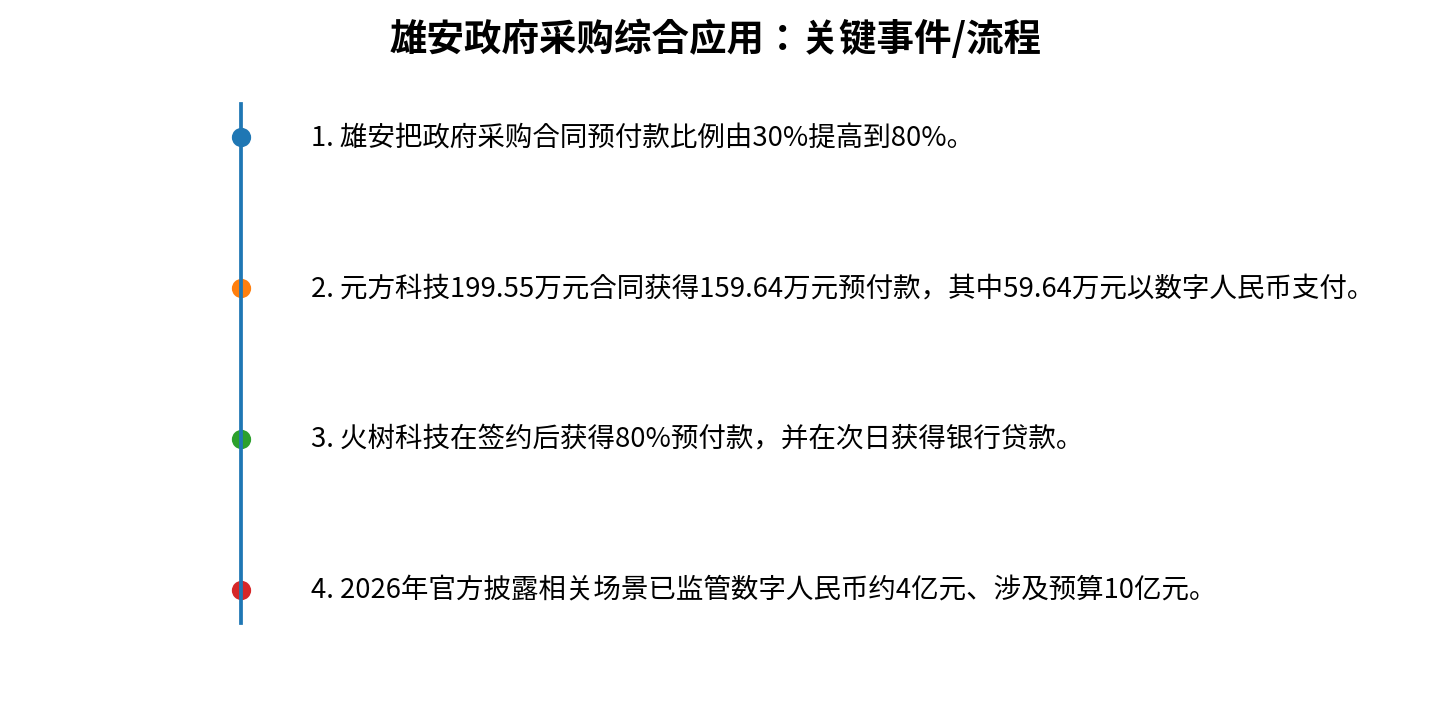 雄安政府采购综合应用：关键事件/流程
1. 雄安把政府采购合同预付款比例由30%提高到80%。
2. 元方科技199.55万元合同获得159.64万元预付款，其中59.64万元以数字人民币支付。
3. 火树科技在签约后获得80%预付款，并在次日获得银行贷款。
4. 2026年官方披露相关场景已监管数字人民币约4亿元、涉及预算10亿元。